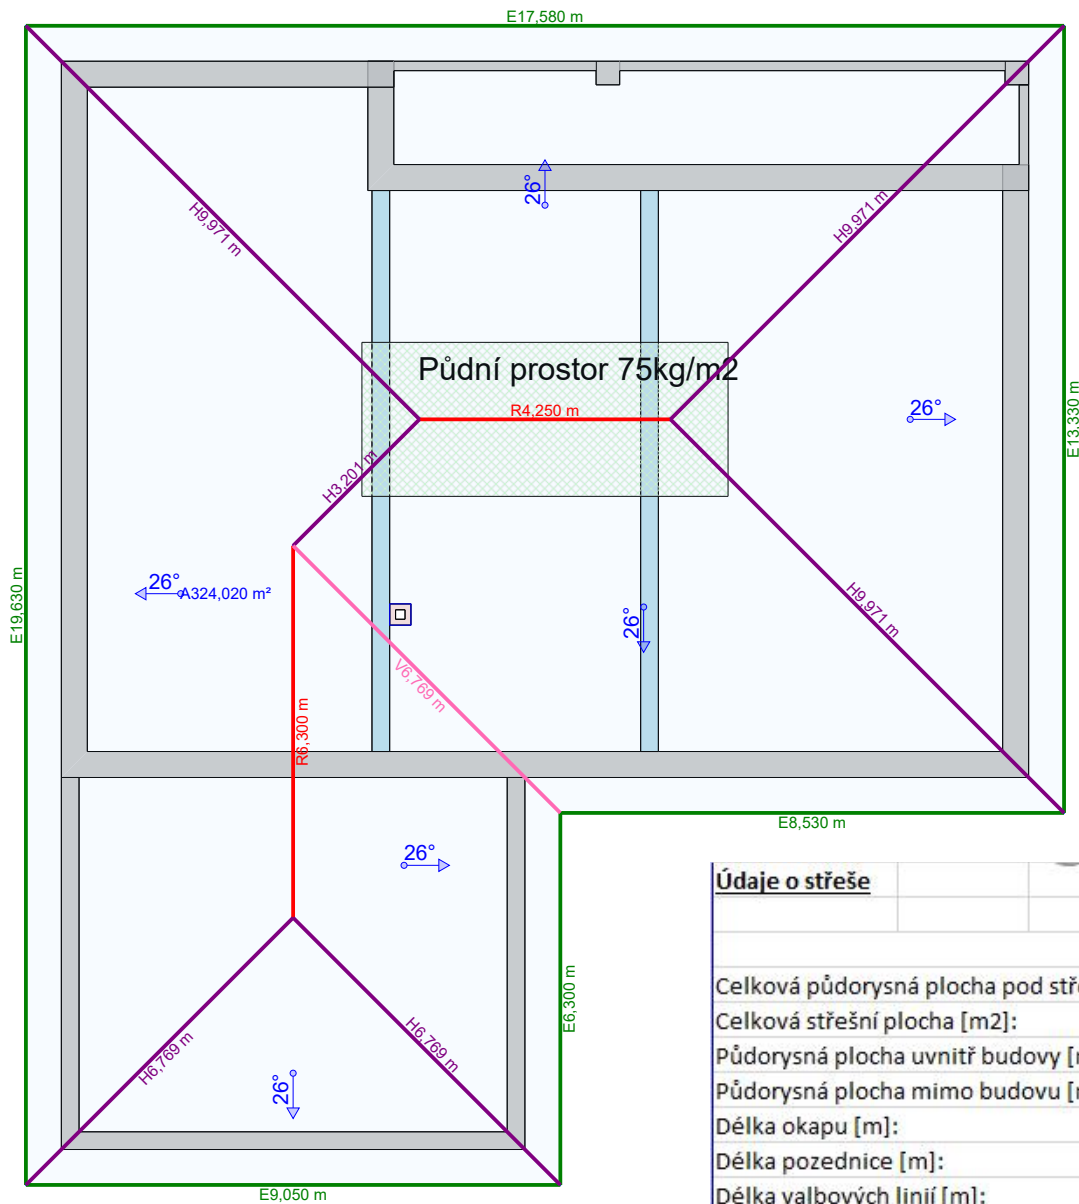 E17,580 m
26°
H9,971 m
H9,971 m
Půdní prostor 75kg/m2
R4,250 m
26°
E13,330 m
H3,201 m
26°
A324,020 m²
E19,630 m
26°
H9,971 m
V6,769 m
R6,300 m
E8,530 m
26°
Údaje o střeše
E6,300 m
Celková půdorysná plocha pod
Celková střešní plocha [m2]:
H6,769 m
H6,769 m
Půdorysná plocha uvnitř budovy
26°
Půdorysná plocha mimo budovu
Délka okapu [m]:
Délka pozednice [m]:
Délka valbových linií [m]:
E9,050 m